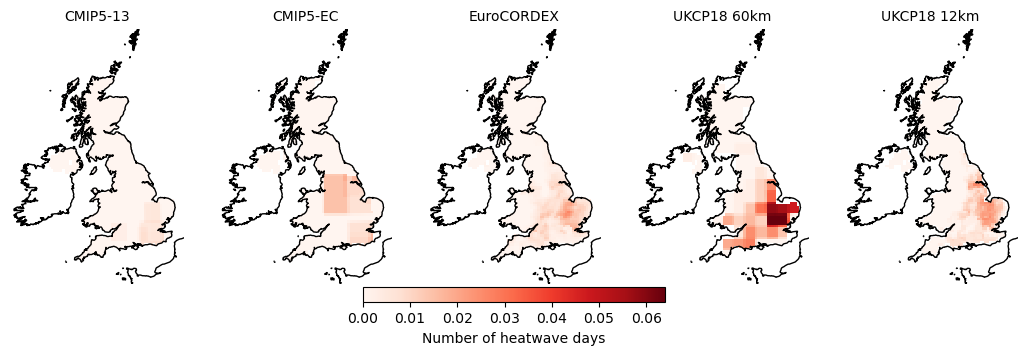 CMIP5-13 CMIP5-EC EuroCORDEX UKCP18 60km UKCP18 12km
0.00 0.01 0.02 0.03 0.04 0.05 0.06
Number of heatwave days